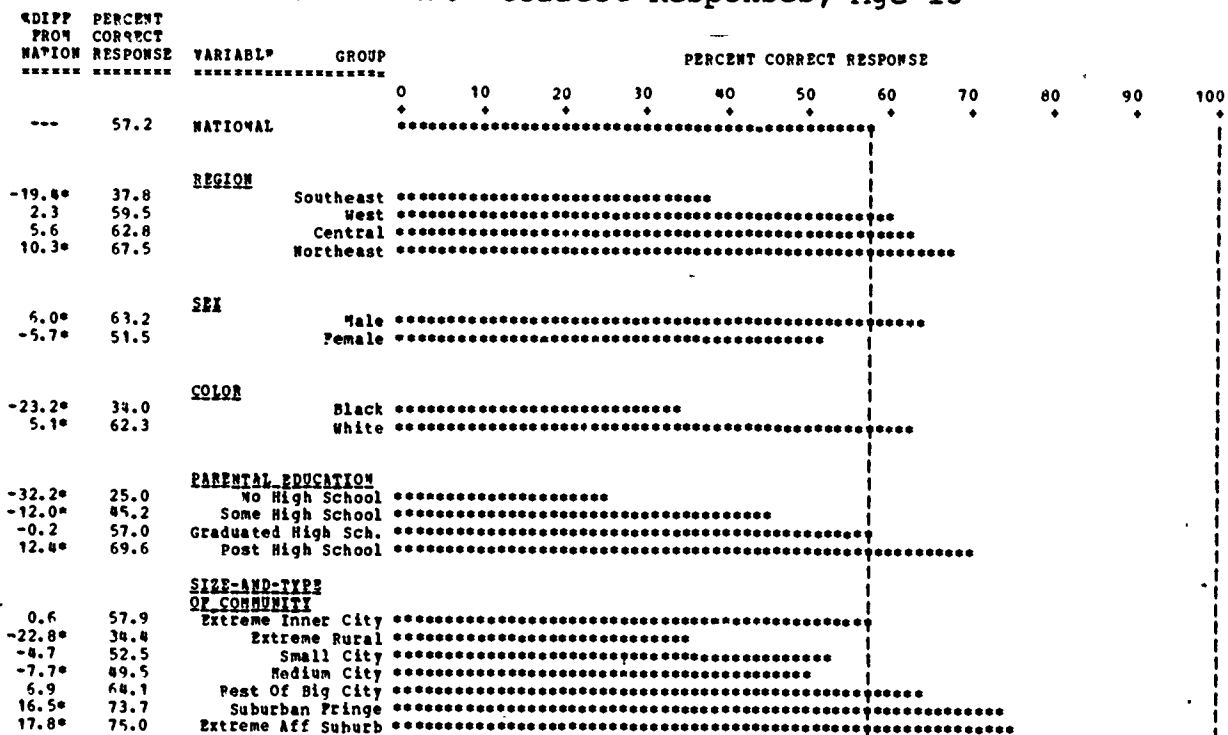 Correct Responses, Age
%DIFF FROM NATION PERCENT CORRECT RESPONSE VARIABLE GROUP PERCENT CORRECT RESPONSE
0 10 20 30 40 50 60 70 80 90 100
--- 57.2 NATIONAL
REGION
-19.4* 37.8 Southeast
2.3 59.5 West
5.6 62.8 Central
10.3* 67.5 Northeast
SEX
6.0* 63.2 Male
-5.7* 51.5 Female
COLOR
-23.2* 34.0 Black
5.1* 62.3 White
PARENTAL EDUCATION
-32.2* 25.0 No High School
-12.0* 45.2 Some High School
-0.2 57.0 Graduated High Sch.
12.4* 69.6 Post High School
SIZE-AND-TYPE
OF COMMUNITY
0.6 57.9 Extreme Inner City
-22.8* 34.4 Extreme Rural
-4.7 52.5 Small City
-7.7* 49.5 Medium City
6.9 64.1 Rest Of Big City
16.5* 73.7 Suburban Fringe
17.8* 75.0 Extreme Aff Suburb